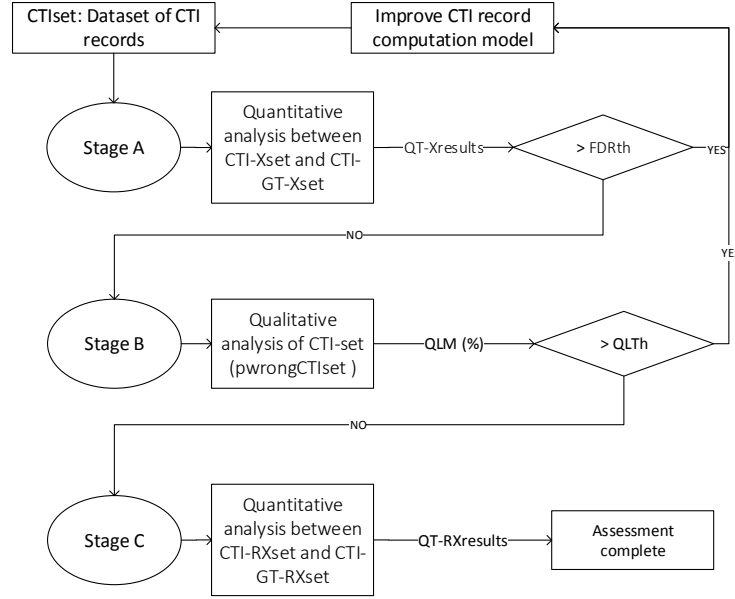 CTIset: Dataset of CTI
records
Improve CTI record
computation model
Stage A
Quantitative
analysis between
CTI-Xset and CTI-
GT-Xset
QT-Xresults
> FDRth
YES
NO
YE
Stage B
Qualitative
analysis of CTI-set
(pwrongCTIset )
QLM (%)
> QLTh
NO
Stage C
Quantitative
analysis between
CTI-RXset and CTI-
GT-RXset
QT-RXresults
Assessment
complete